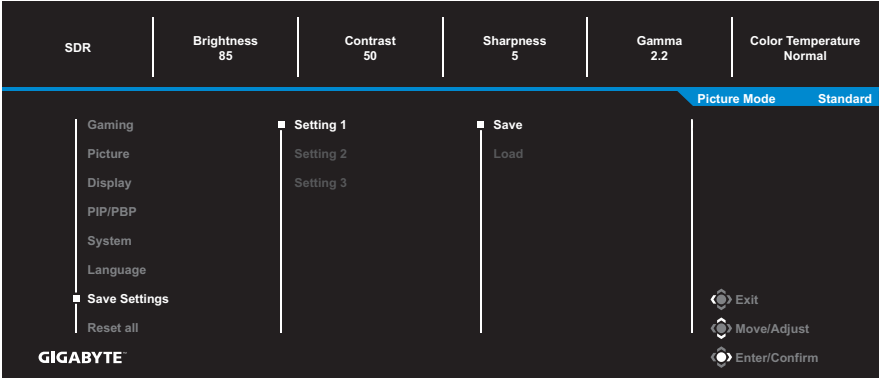 SDR
Brightness
85
Contrast
50
Sharpness
5
Gamma
2.2
Color Temperature
Normal
Picture Mode Standard
Gaming
Picture
Display
PIP/PBP
System
Language
Save Settings
Reset all
Setting 1
Setting 2
Setting 3
Save
Load
Exit
Move/Adjust
Enter/Confirm
GIGABYTE™